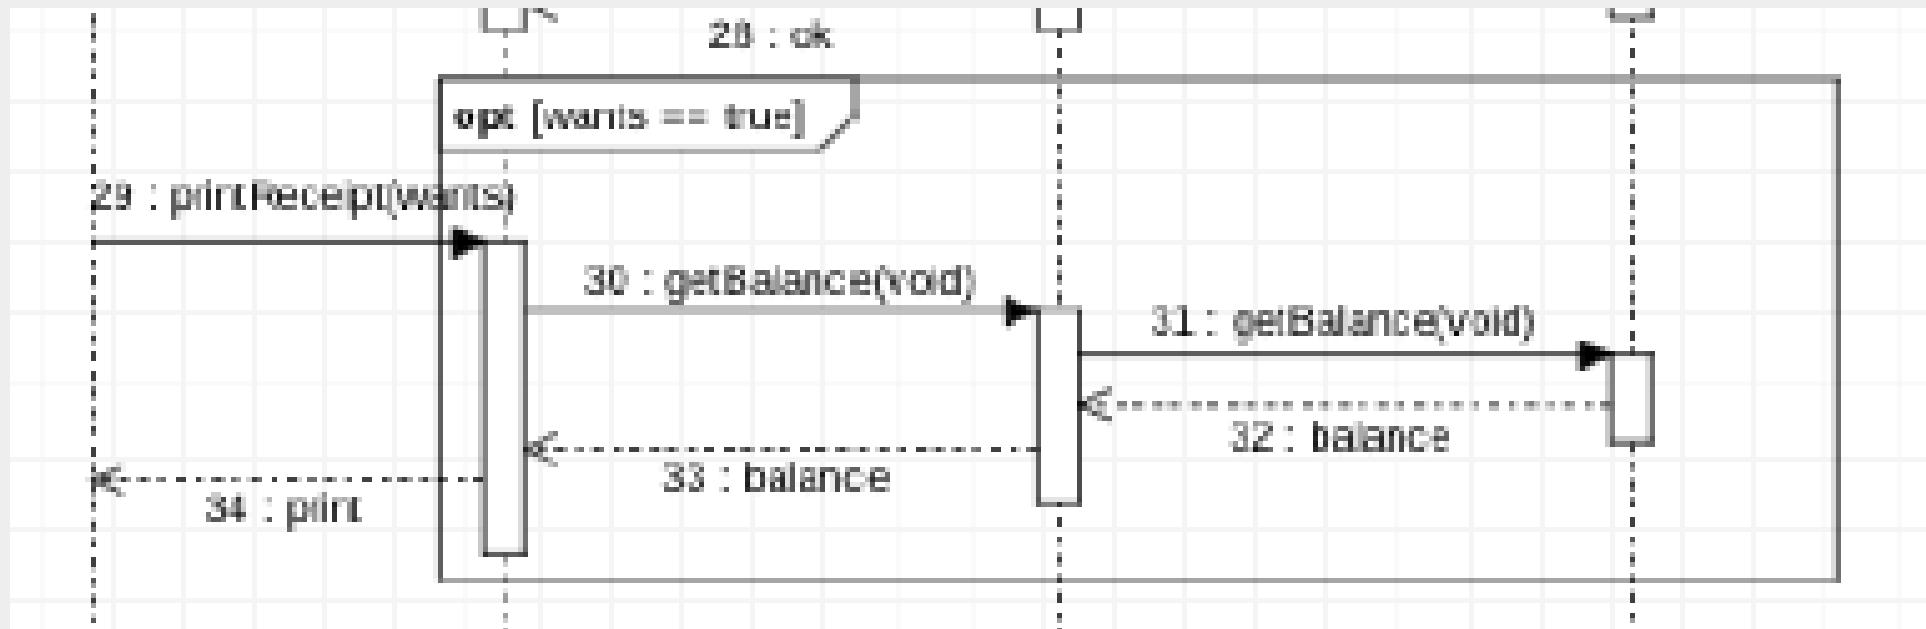 28 : ok
opt [wants == true]
29 : printReceipt(wants)
30 : getBalance(void)
31 : getBalance(void)
32 : balance
33 : balance
34 : print